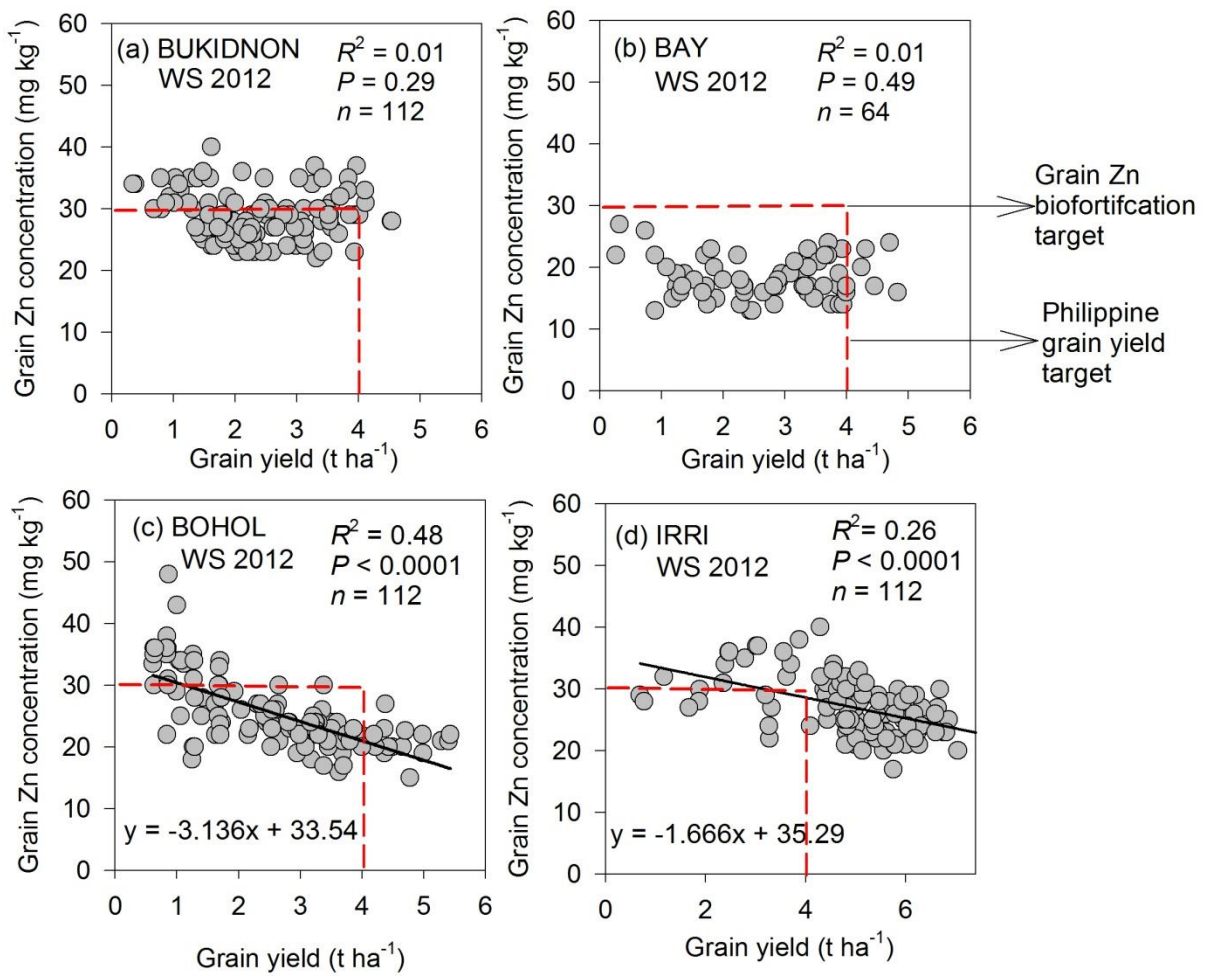 (a) BUKIDNON
WS 2012
R² = 0.01
P = 0.29
n = 112
Grain Zn concentration (mg kg⁻¹)
60
50
40
30
20
10
0
0 1 2 3 4 5 6
Grain yield (t ha⁻¹)
(b) BAY
WS 2012
R² = 0.01
P = 0.49
n = 64
Grain Zn concentration (mg kg⁻¹)
60
50
40
30
20
10
0
0 1 2 3 4 5 6
Grain yield (t ha⁻¹)
Grain Zn
biofortifcation
target
Philippine
grain yield
target
(c) BOHOL
WS 2012
R² = 0.48
P < 0.0001
n = 112
y = -3.136x + 33.54
Grain Zn concentration (mg kg⁻¹)
60
50
40
30
20
10
0
0 1 2 3 4 5 6
Grain yield (t ha⁻¹)
(d) IRRI
WS 2012
R² = 0.26
P < 0.0001
n = 112
y = -1.666x + 35.29
Grain Zn concentration (mg kg⁻¹)
60
50
40
30
20
10
0
0 2 4 6
Grain yield (t ha⁻¹)